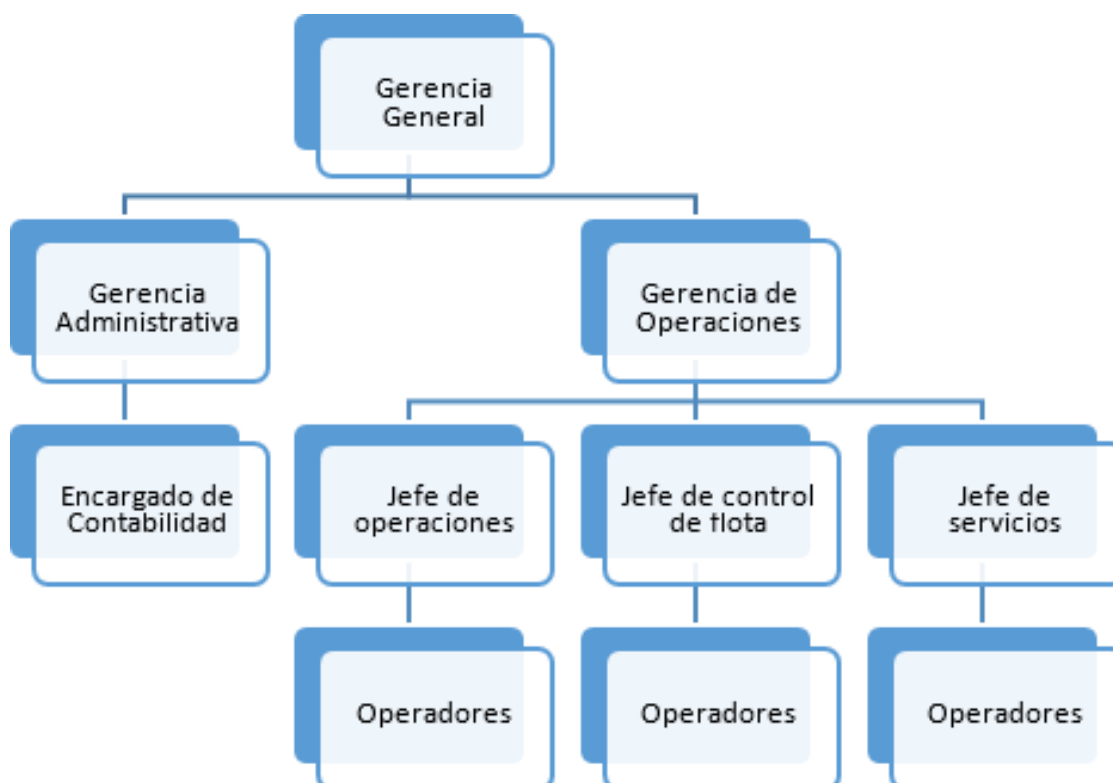 Gerencia
General
Gerencia
Administrativa
Gerencia de
Operaciones
Encargado de
Contabilidad
Jefe de
operaciones
Jefe de control
de flota
Jefe de
servicios
Operadores
Operadores
Operadores